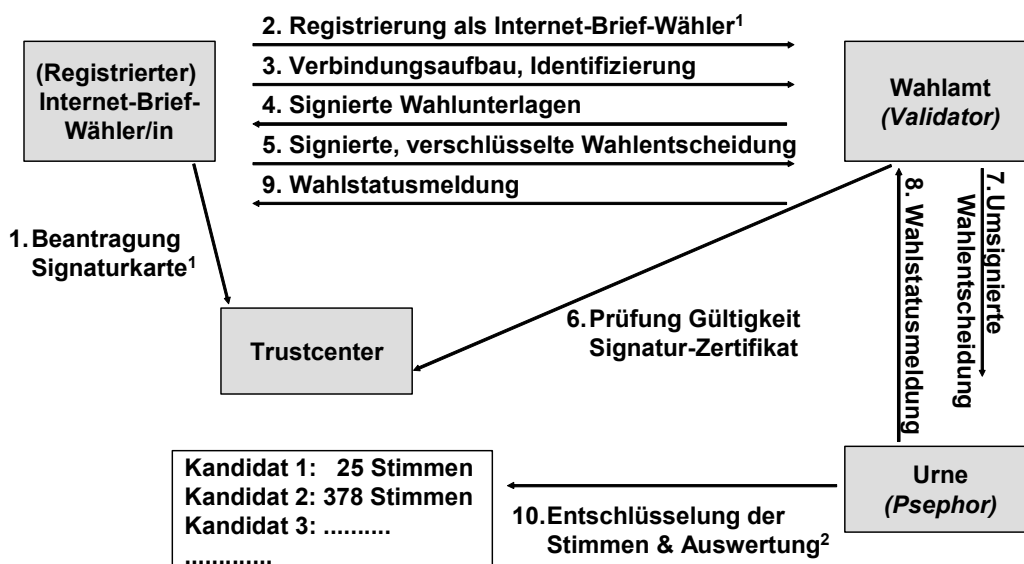 2. Registrierung als Internet-Brief-Wähler¹
(Registrierter)
Internet-Brief-
Wähler/in
3. Verbindungsaufbau, Identifizierung
4. Signierte Wahlunterlagen
5. Signierte, verschlüsselte Wahlentscheidung
9. Wahlstatusmeldung
Wahlamt
(Validator)
1. Beantragung
Signaturkarte¹
Trustcenter
6. Prüfung Gültigkeit
Signatur-Zertifikat
8. Wahlstatusmeldung
7. Umsignierte
Wahlentscheidung
Urne
(Psephor)
10. Entschlüsselung der
Stimmen & Auswertung²
Kandidat 1: 25 Stimmen
Kandidat 2: 378 Stimmen
Kandidat 3: ..........
.............